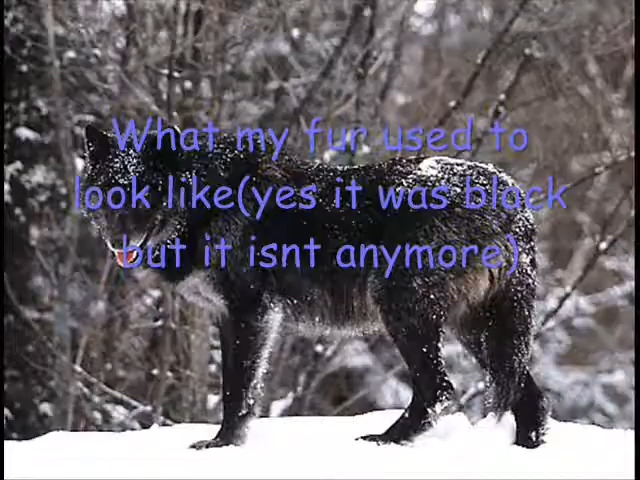 What my fur used to
look like(yes it was black
but it isnt anymore)